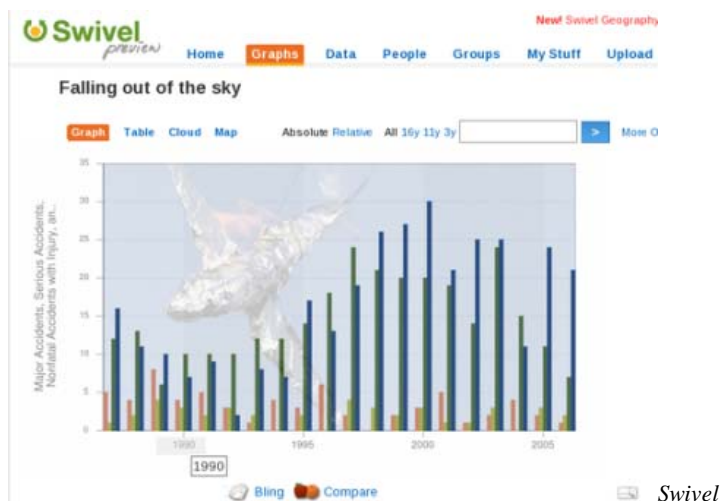 New! Swivel Geography
Swivel
preview
Home Graphs Data People Groups My Stuff Upload
Falling out of the sky
Graph Table Cloud Map Absolute Relative All 16y 11y 3y > More O
Major Accidents, Serious Accidents,
Nonfatal Accidents with Injury, an..
35
30
25
20
15
10
5
0
1990 1995 2000 2005
1990
Bling Compare
Swivel